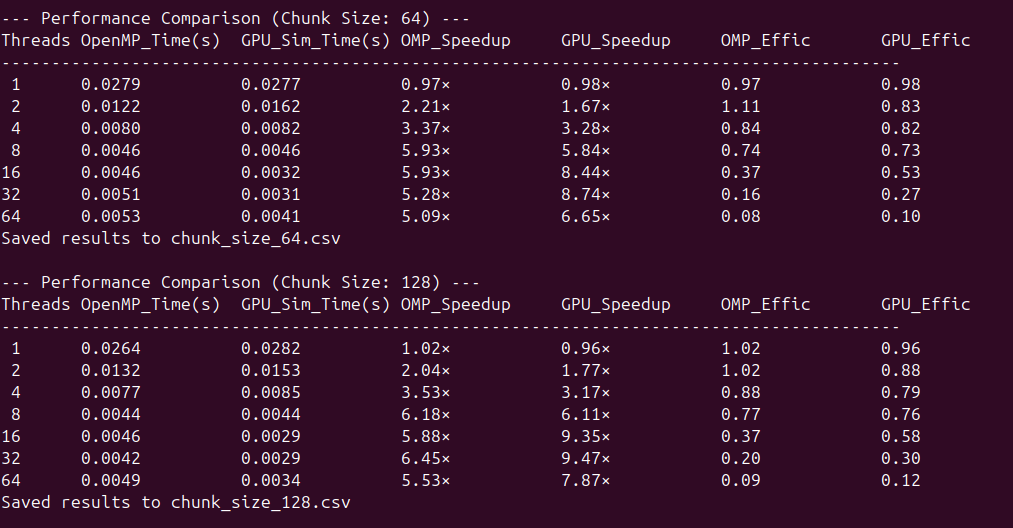 --- Performance Comparison (Chunk Size: 64) ---
Threads OpenMP_Time(s)  GPU_Sim_Time(s) OMP_Speedup     GPU_Speedup     OMP_Effic       GPU_Effic
------------------------------------------------------------------------------------------
 1      0.0279          0.0277          0.97×           0.98×           0.97            0.98
 2      0.0122          0.0162          2.21×           1.67×           1.11            0.83
 4      0.0080          0.0082          3.37×           3.28×           0.84            0.82
 8      0.0046          0.0046          5.93×           5.84×           0.74            0.73
16      0.0046          0.0032          5.93×           8.44×           0.37            0.53
32      0.0051          0.0031          5.28×           8.74×           0.16            0.27
64      0.0053          0.0041          5.09×           6.65×           0.08            0.10
Saved results to chunk_size_64.csv

--- Performance Comparison (Chunk Size: 128) ---
Threads OpenMP_Time(s)  GPU_Sim_Time(s) OMP_Speedup     GPU_Speedup     OMP_Effic       GPU_Effic
------------------------------------------------------------------------------------------
 1      0.0264          0.0282          1.02×           0.96×           1.02            0.96
 2      0.0132          0.0153          2.04×           1.77×           1.02            0.88
 4      0.0077          0.0085          3.53×           3.17×           0.88            0.79
 8      0.0044          0.0044          6.18×           6.11×           0.77            0.76
16      0.0046          0.0029          5.88×           9.35×           0.37            0.58
32      0.0042          0.0029          6.45×           9.47×           0.20            0.30
64      0.0049          0.0034          5.53×           7.87×           0.09            0.12
Saved results to chunk_size_128.csv